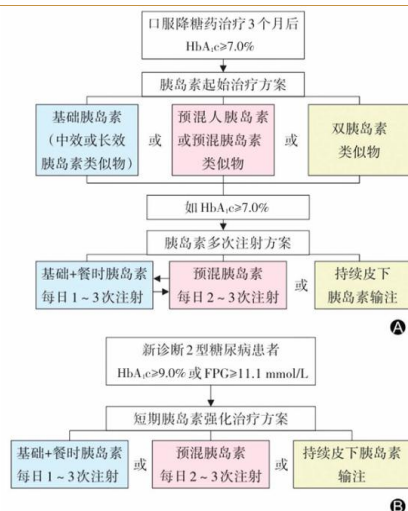 口服降糖药治疗3个月后
HbA₁c≥7.0%
胰岛素起始治疗方案
基础胰岛素
(中效或长效
胰岛素类似物)
或
预混人胰岛素
或预混胰岛素
类似物
或
双胰岛素
类似物
如HbA₁c≥7.0%
胰岛素多次注射方案
基础+餐时胰岛素
每日1~3次注射
预混胰岛素
每日2~3次注射
或
持续皮下
胰岛素输注
A
新诊断2型糖尿病患者
HbA₁c≥9.0%或FPG≥11.1 mmol/L
短期胰岛素强化治疗方案
基础+餐时胰岛素
每日1~3次注射
或
预混胰岛素
每日2~3次注射
或
持续皮下胰岛素
输注
B